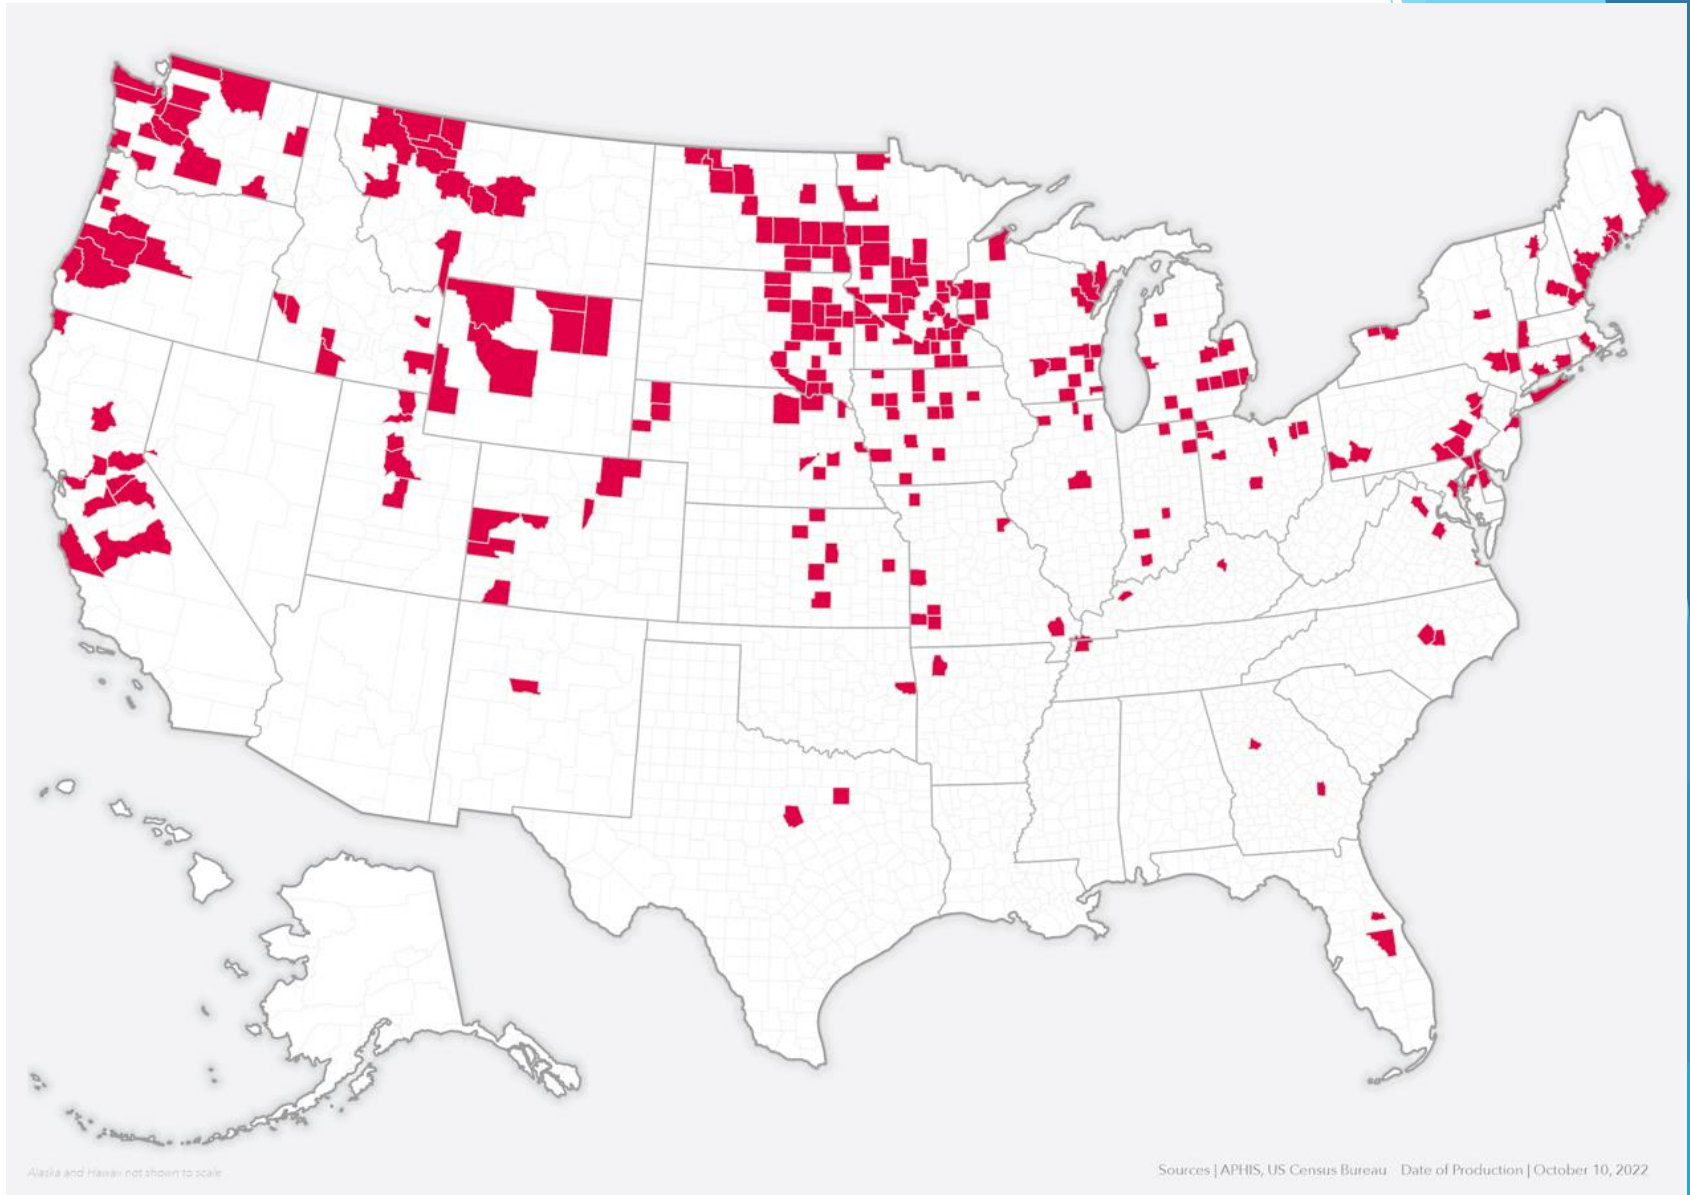 Alaska and Hawaii not shown to scale
Sources | APHIS, US Census Bureau Date of Production | October 10, 2022